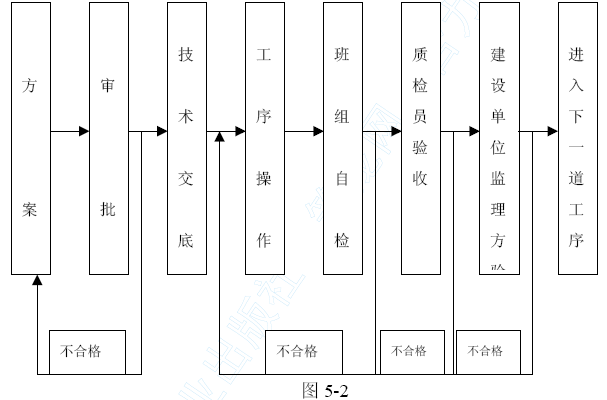 方案
审批
技术交底
工序操作
班组自检
质检员验收
建设单位监理方验
进入下一道工序
不合格
不合格
不合格
不合格
图 5-2